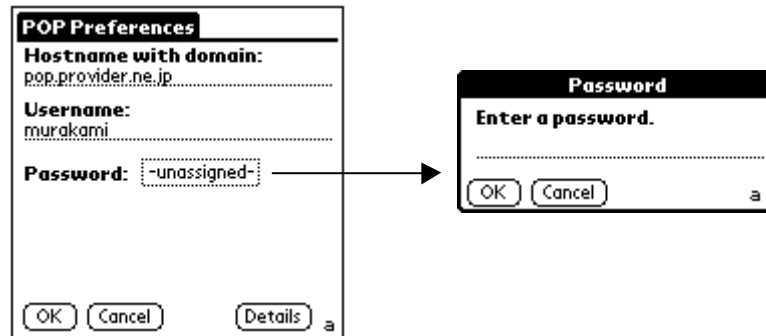 POP Preferences
Hostname with domain:
pop.provider.ne.jp
Username:
murakami
Password: -unassigned-
OK Cancel Details a
Password
Enter a password.
OK Cancel a